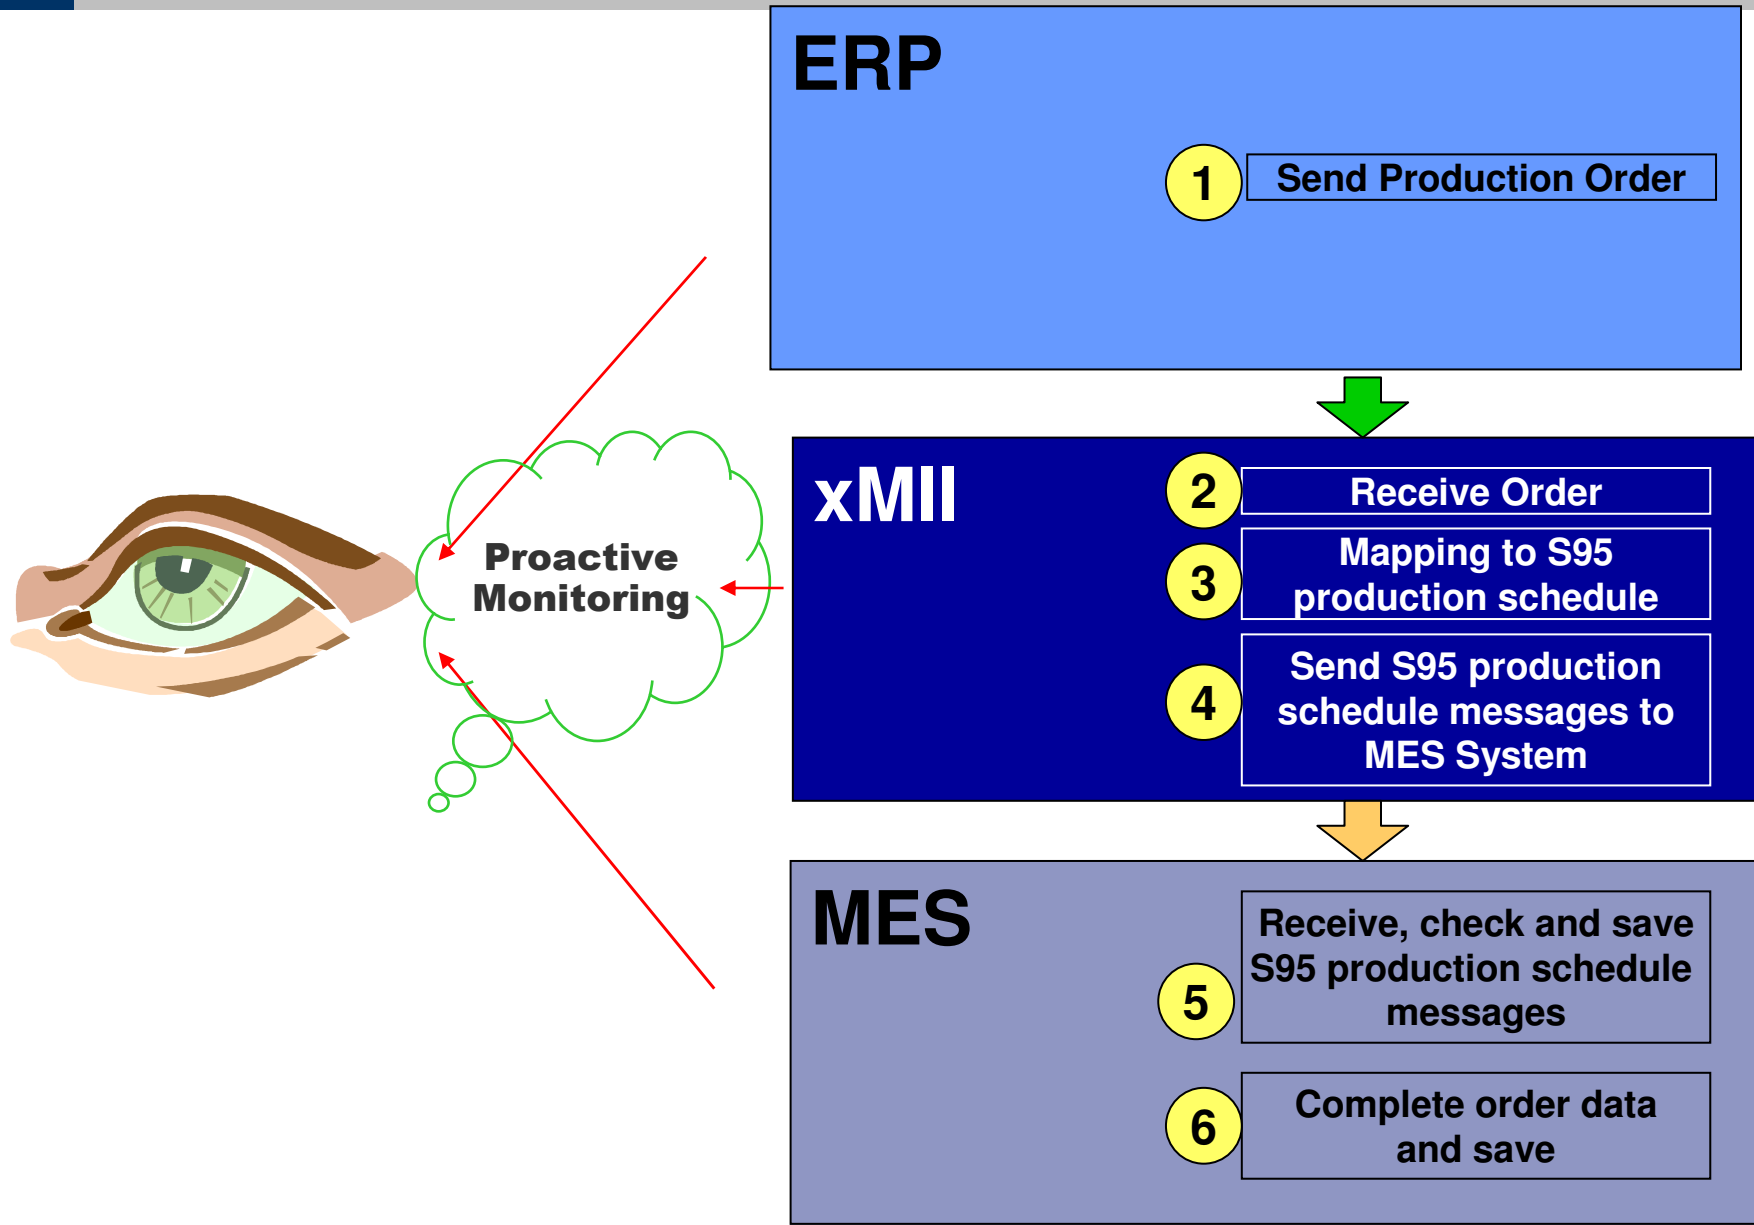 ERP
1
Send Production Order
xMII
2
Receive Order
3
Mapping to S95
production schedule
4
Send S95 production
schedule messages to
MES System
Proactive
Monitoring
MES
5
Receive, check and save
S95 production schedule
messages
6
Complete order data
and save